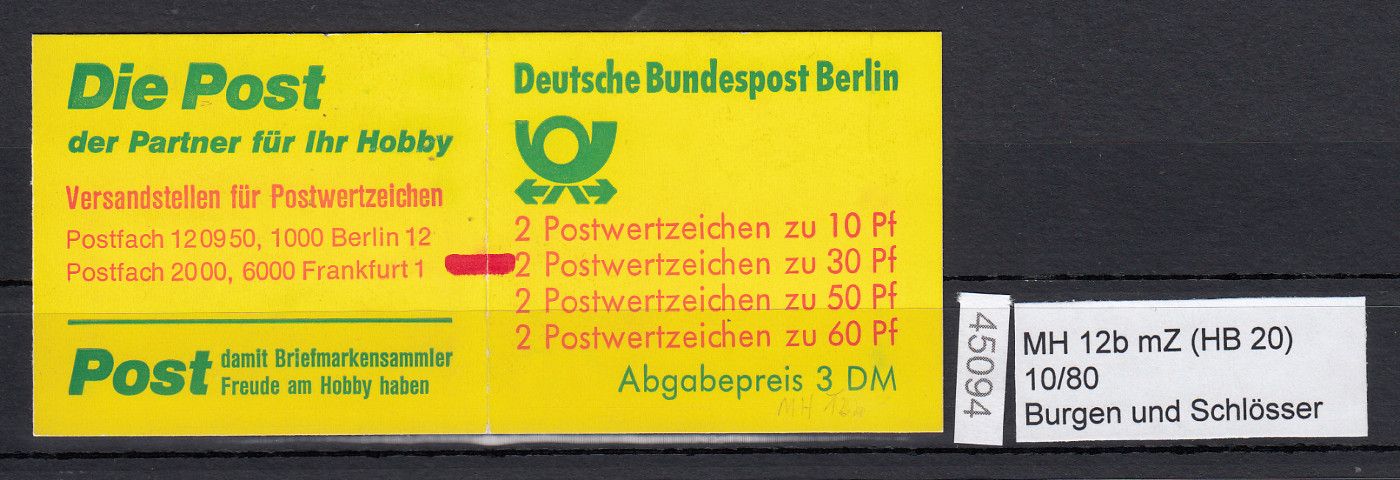 Die Post
der Partner für Ihr Hobby
Versandstellen für Postwertzeichen
Postfach 120950, 1000 Berlin 12
Postfach 2000, 6000 Frankfurt 1
Post
damit Briefmarkensammler
Freude am Hobby haben
Deutsche Bundespost Berlin
2 Postwertzeichen zu 10 Pf
2 Postwertzeichen zu 30 Pf
2 Postwertzeichen zu 50 Pf
2 Postwertzeichen zu 60 Pf
Abgabepreis 3 DM
MH
45094
MH 12b mZ (HB 20)
10/80
Burgen und Schlösser